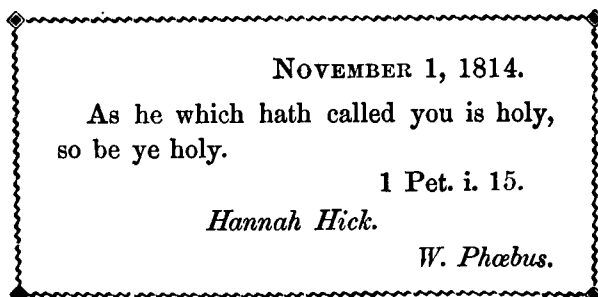 NOVEMBER 1, 1814.
As he which hath called you is holy,
so be ye holy.
1 Pet. i. 15.
Hannah Hick.
W. Phœbus.